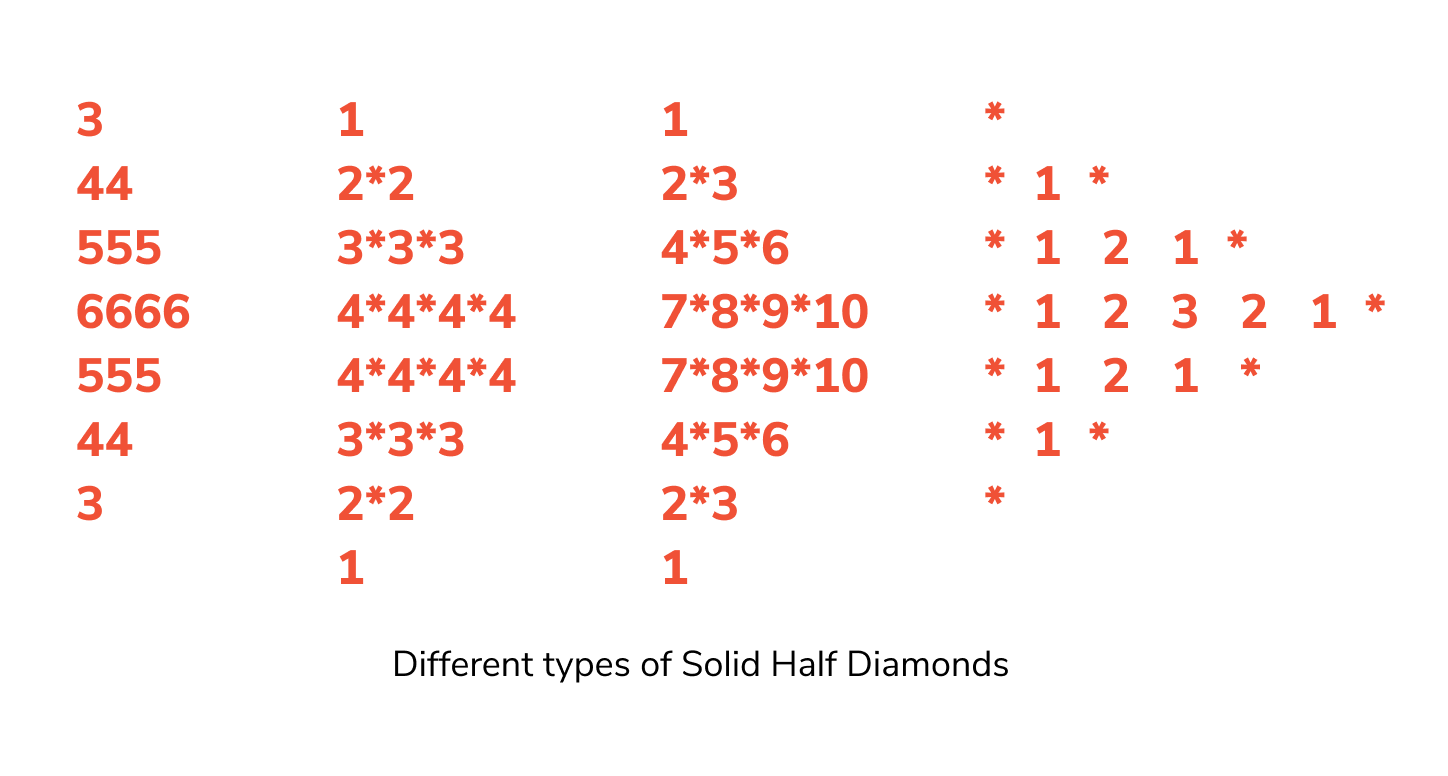 3 1 1 *
44 2*2 2*3 * 1 *
555 3*3*3 4*5*6 * 1 2 1 *
6666 4*4*4*4 7*8*9*10 * 1 2 3 2 1 *
555 4*4*4*4 7*8*9*10 * 1 2 1 *
44 3*3*3 4*5*6 * 1 *
3 2*2 2*3 *
1 1
Different types of Solid Half Diamonds